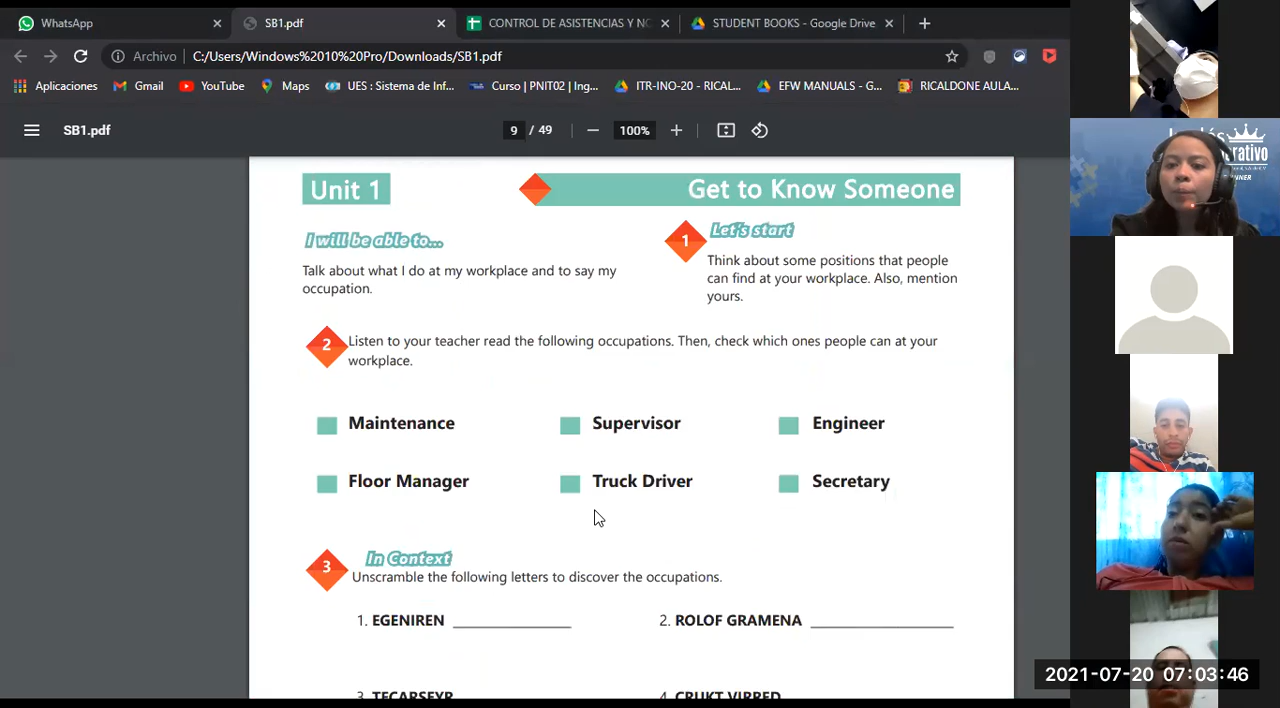 WhatsApp
SB1.pdf
CONTROL DE ASISTENCIAS Y NO
STUDENT BOOKS - Google Drive
Archivo
C:/Users/Windows%2010%20Pro/Downloads/SB1.pdf
Aplicaciones
Gmail
YouTube
Maps
UES : Sistema de Inf...
Curso | PNIT02 | Ing...
ITR-INO-20 - RICAL...
EFW MANUALS - G...
RICALDONE AULA...
SB1.pdf
9 / 49
100%
Unit 1
Get to Know Someone
I will be able to...
Talk about what I do at my workplace and to say my
occupation.
1
Let's start
Think about some positions that people
can find at your workplace. Also, mention
yours.
2
Listen to your teacher read the following occupations. Then, check which ones people can at your
workplace.
Maintenance
Supervisor
Engineer
Floor Manager
Truck Driver
Secretary
3
In Context
Unscramble the following letters to discover the occupations.
1. EGENIREN
2. ROLOF GRAMENA
3. TECARSEYR
4. CRUKT VIRRED
2021-07-20 07:03:46